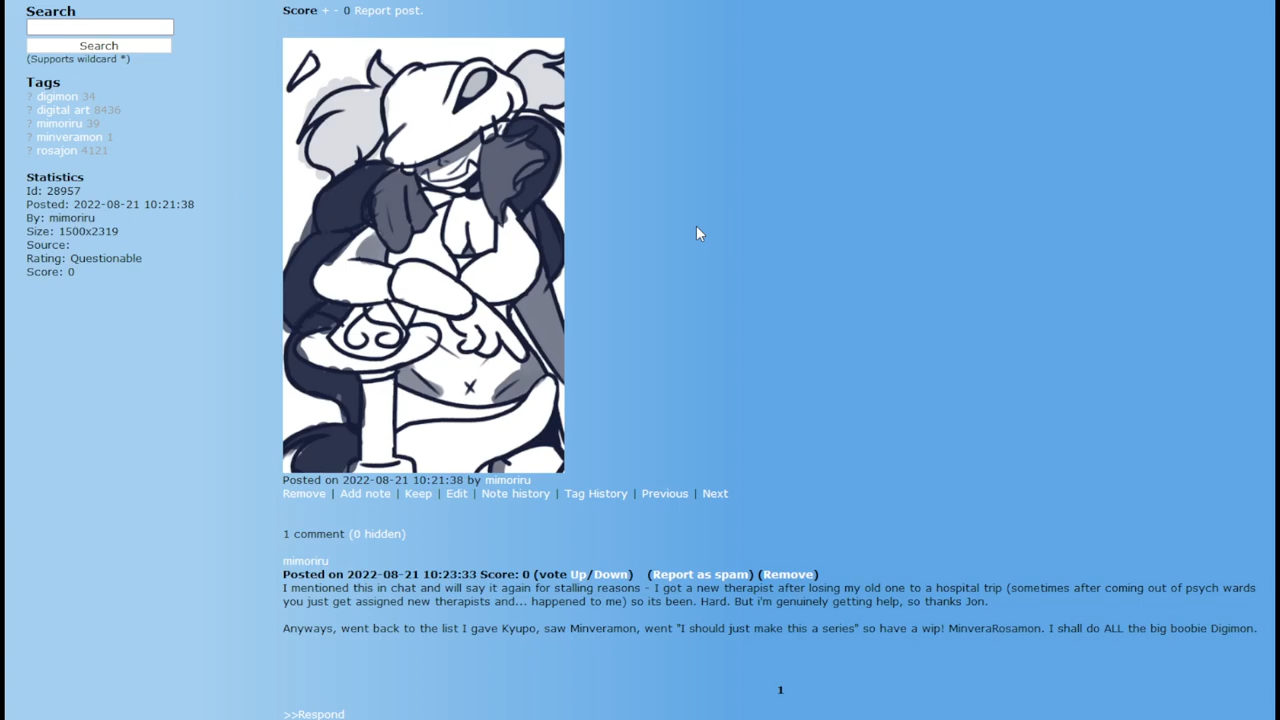 Search
Search
(Supports wildcard *)
Tags
? digimon 34
? digital art 8436
? mimoriru 39
? minveramon 1
? rosajon 4121
Statistics
Id: 28957
Posted: 2022-08-21 10:21:38
By: mimoriru
Size: 1500x2319
Source:
Rating: Questionable
Score: 0
Score + - 0 Report post.
Posted on 2022-08-21 10:21:38 by mimoriru
Remove | Add note | Keep | Edit | Note history | Tag History | Previous | Next
1 comment (0 hidden)
mimoriru
Posted on 2022-08-21 10:23:33 Score: 0 (vote Up/Down) (Report as spam) (Remove)
I mentioned this in chat and will say it again for stalling reasons - I got a new therapist after losing my old one to a hospital trip (sometimes after coming out of psych wards
you just get assigned new therapists and... happened to me) so its been. Hard. But i'm genuinely getting help, so thanks Jon.
Anyways, went back to the list I gave Kyupo, saw Minveramon, went "I should just make this a series" so have a wip! MinveraRosamon. I shall do ALL the big boobie Digimon.
1
>>Respond